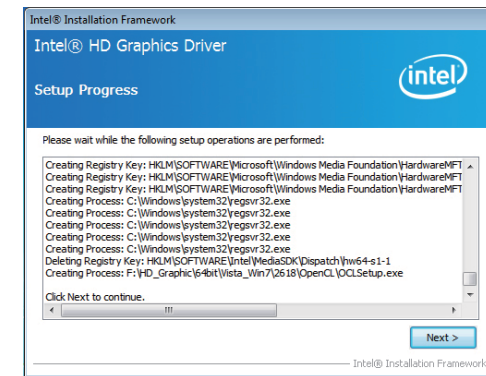 Intel® Installation Framework
Intel® HD Graphics Driver
intel
Setup Progress
Please wait while the following setup operations are performed:
Creating Registry Key: HKLM\SOFTWARE\Microsoft\Windows Media Foundation\HardwareMFT
Creating Registry Key: HKLM\SOFTWARE\Microsoft\Windows Media Foundation\HardwareMFT
Creating Registry Key: HKLM\SOFTWARE\Microsoft\Windows Media Foundation\HardwareMFT
Creating Process: C:\Windows\system32\regsvr32.exe
Creating Process: C:\Windows\system32\regsvr32.exe
Creating Process: C:\Windows\system32\regsvr32.exe
Creating Process: C:\Windows\system32\regsvr32.exe
Creating Process: C:\Windows\system32\regsvr32.exe
Deleting Registry Key: HKLM\SOFTWARE\Intel\MediaSDK\Dispatch\hw64-s1-1
Creating Process: F:\HD_Graphic\64bit\Vista_Win7\2618\OpenCL\OCLSetup.exe
Click Next to continue.
Next >
Intel® Installation Framework